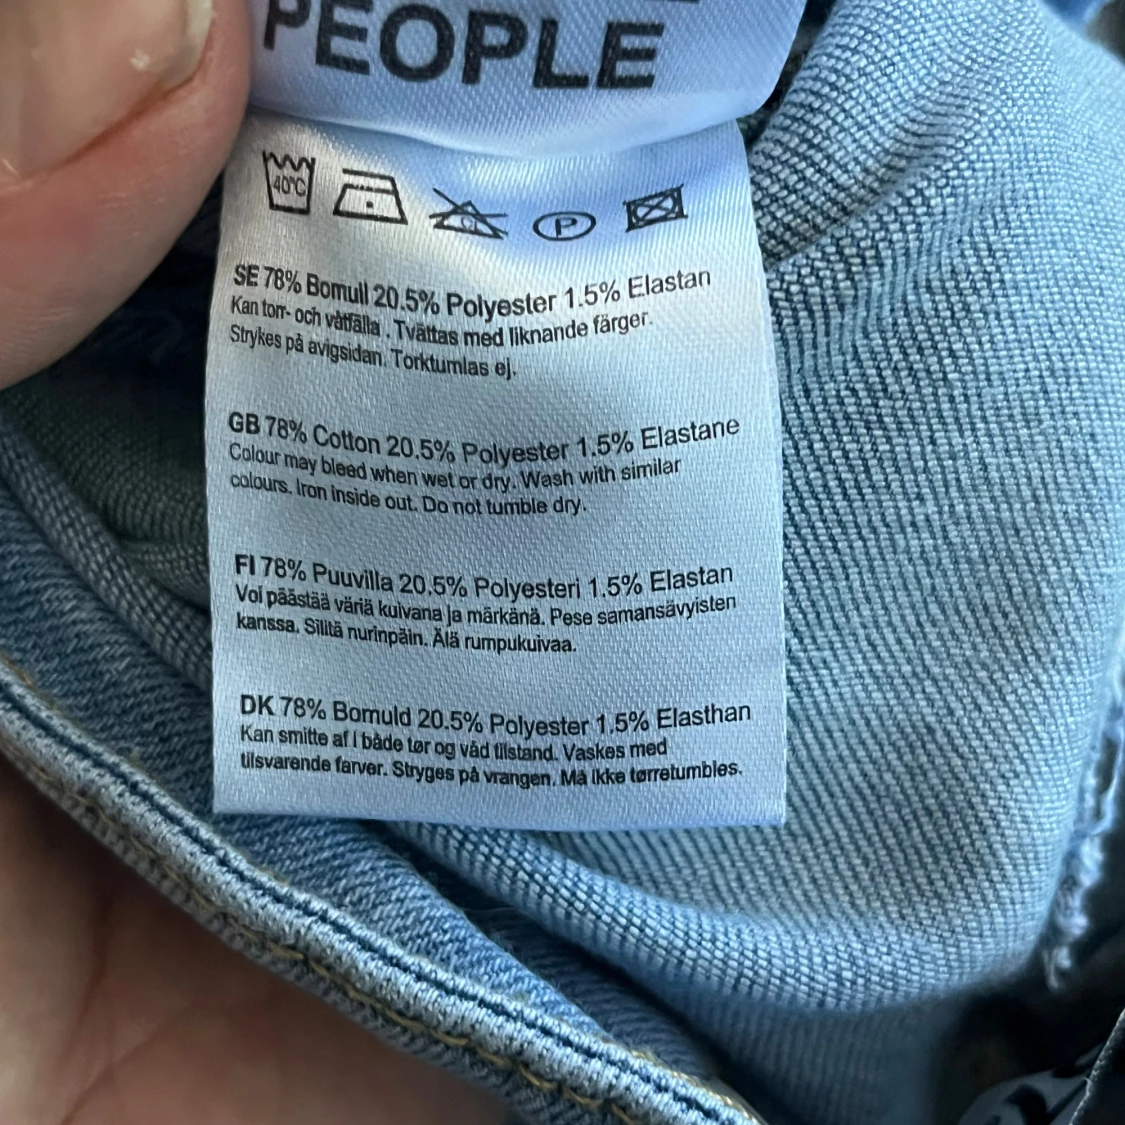 PEOPLE
40°C CL P
SE 78% Bomull 20.5% Polyester 1.5% Elastan
Kan torr- och våtfälla . Tvättas med liknande färger.
Strykes på avigsidan. Torktumlas ej.
GB 78% Cotton 20.5% Polyester 1.5% Elastane
Colour may bleed when wet or dry. Wash with similar
colours. Iron inside out. Do not tumble dry.
FI 78% Puuvilla 20.5% Polyesteri 1.5% Elastan
Voi päästää väriä kuivana ja märkänä. Pese samansävyisten
kanssa. Silitä nurinpäin. Älä rumpukuivaa.
DK 78% Bomuld 20.5% Polyester 1.5% Elasthan
Kan smitte af i både tør og våd tilstand. Vaskes med
tilsvarende farver. Stryges på vrangen. Må ikke tørretumbles.